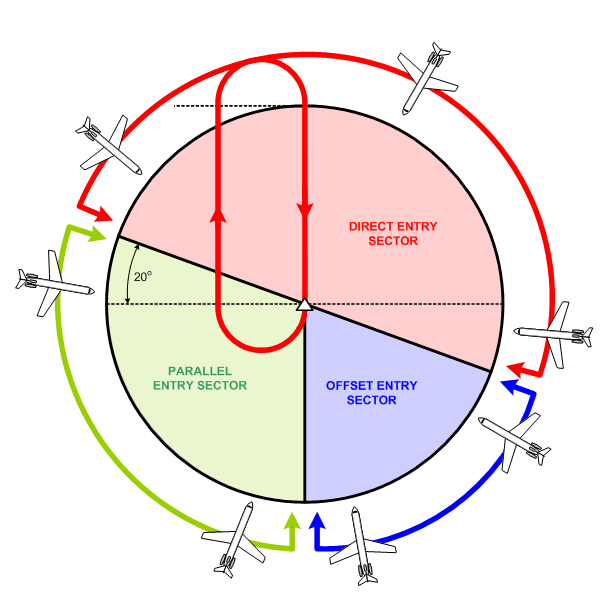 DIRECT ENTRY
SECTOR
20°
PARALLEL
ENTRY SECTOR
OFFSET ENTRY
SECTOR